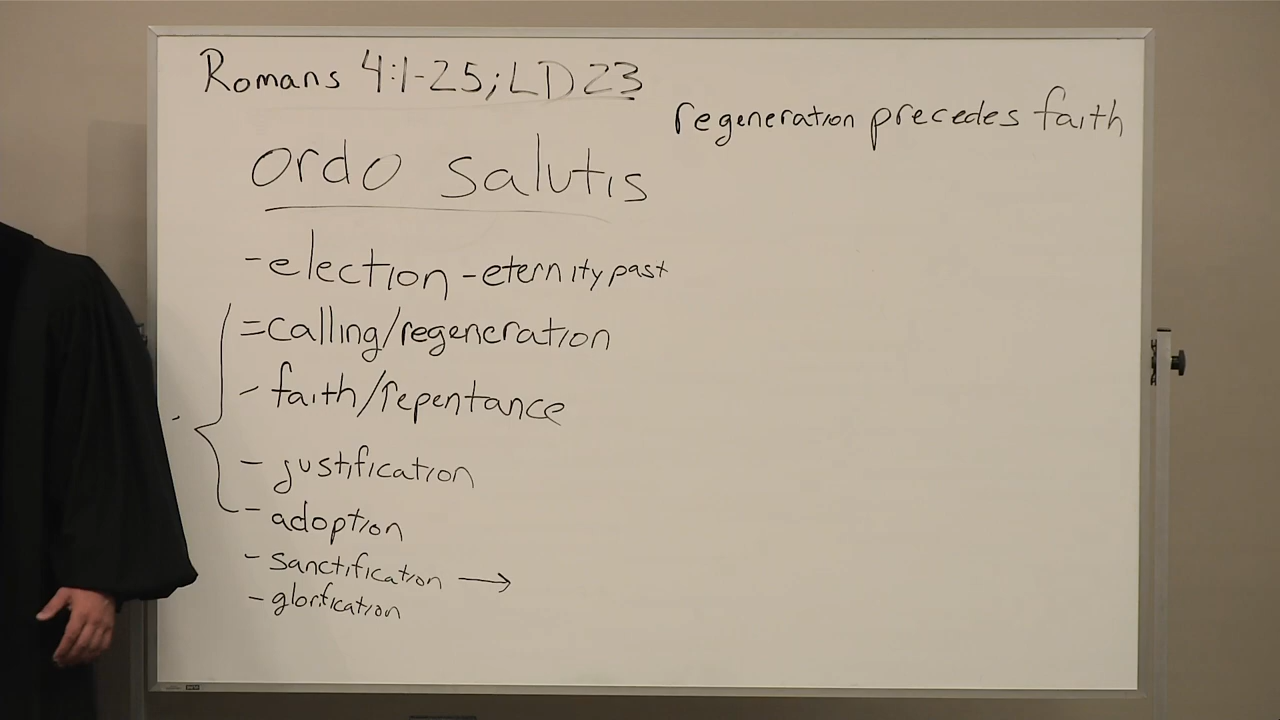 Romans 4:1-25; LD 23
regeneration precedes faith
ordo salutis
- election - eternity past
= calling/regeneration
- faith/repentance
- justification
- adoption
- sanctification →
- glorification